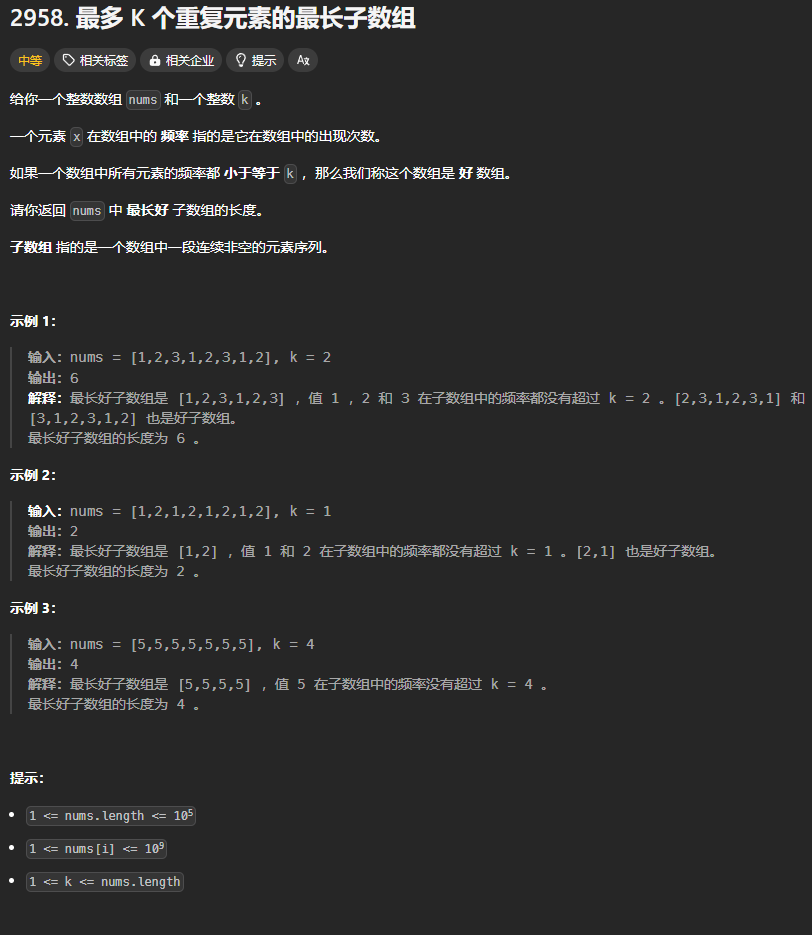 2958. 最多 K 个重复元素的最长子数组
中等 相关标签 相关企业 提示 Ax
给你一个整数数组 nums 和一个整数 k 。
一个元素 x 在数组中的 频率 指的是它在数组中的出现次数。
如果一个数组中所有元素的频率都 小于等于 k ，那么我们称这个数组是 好 数组。
请你返回 nums 中 最长好 子数组的长度。
子数组 指的是一个数组中一段连续非空的元素序列。
示例 1：
输入：nums = [1,2,3,1,2,3,1,2], k = 2
输出：6
解释：最长好子数组是 [1,2,3,1,2,3] ，值 1 ，2 和 3 在子数组中的频率都没有超过 k = 2 。[2,3,1,2,3,1] 和
[3,1,2,3,1,2] 也是好子数组。
最长好子数组的长度为 6 。
示例 2：
输入：nums = [1,2,1,2,1,2,1,2], k = 1
输出：2
解释：最长好子数组是 [1,2] ，值 1 和 2 在子数组中的频率都没有超过 k = 1 。[2,1] 也是好子数组。
最长好子数组的长度为 2 。
示例 3：
输入：nums = [5,5,5,5,5,5,5], k = 4
输出：4
解释：最长好子数组是 [5,5,5,5] ，值 5 在子数组中的频率没有超过 k = 4 。
最长好子数组的长度为 4 。
提示：
1 <= nums.length <= 10⁵
1 <= nums[i] <= 10⁹
1 <= k <= nums.length